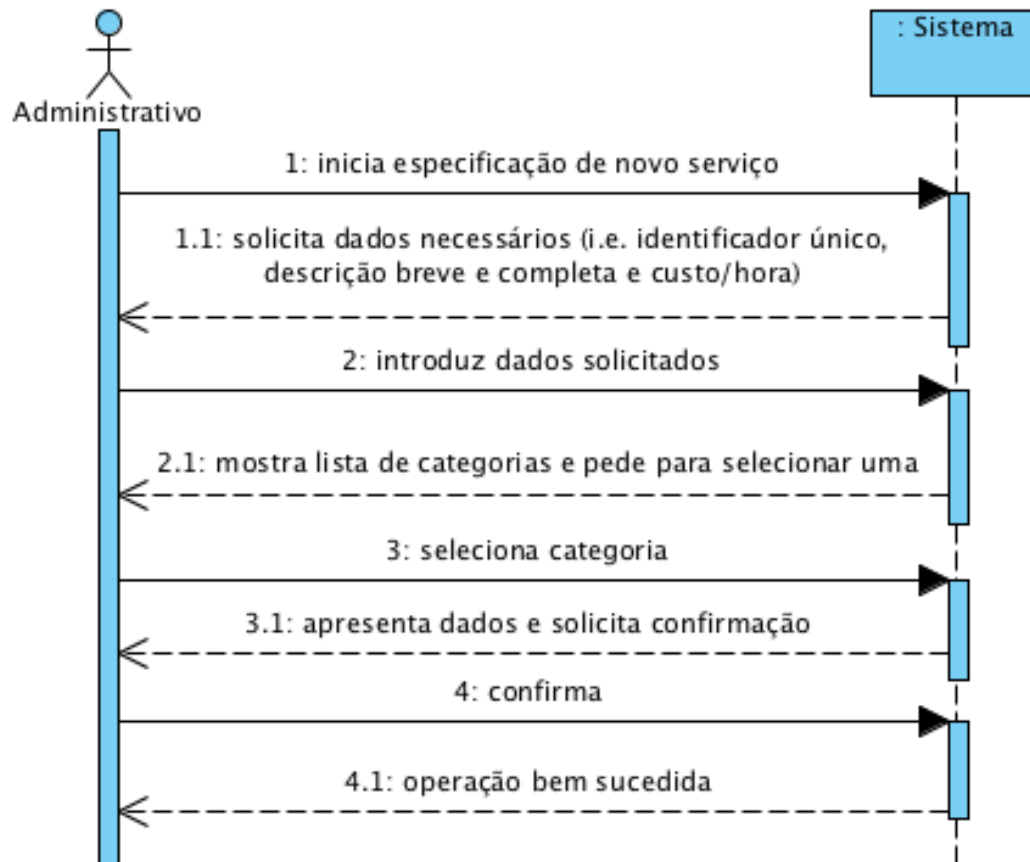 : Sistema
Administrativo
1: inicia especificação de novo serviço
1.1: solicita dados necessários (i.e. identificador único,
descrição breve e completa e custo/hora)
2: introduz dados solicitados
2.1: mostra lista de categorias e pede para selecionar uma
3: seleciona categoria
3.1: apresenta dados e solicita confirmação
4: confirma
4.1: operação bem sucedida